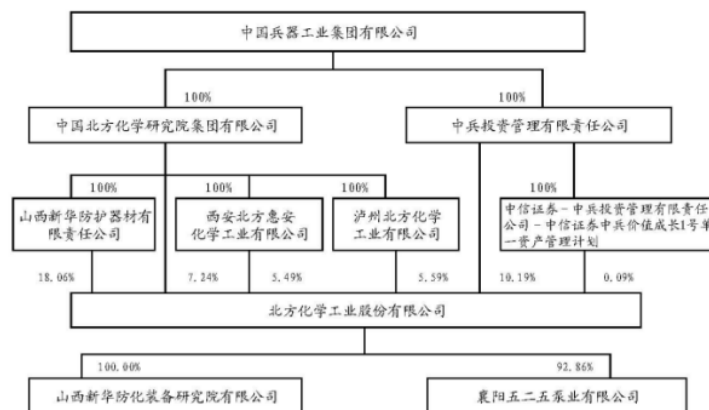 中国兵器工业集团有限公司
100%
100%
中国北方化学研究院集团有限公司
中兵投资管理有限责任公司
100%
100%
100%
100%
山西新华防护器材有
限责任公司
西安北方惠安
化学工业有限公司
泸州北方化学
工业有限公司
中信证券-中兵投资管理有限责任
公司-中信证券中兵价值成长1号单
一资产管理计划
18.06%
7.24%
5.49%
5.59%
10.19%
0.09%
北方化学工业股份有限公司
100.00%
92.86%
山西新华防化装备研究院有限公司
襄阳五二五泵业有限公司